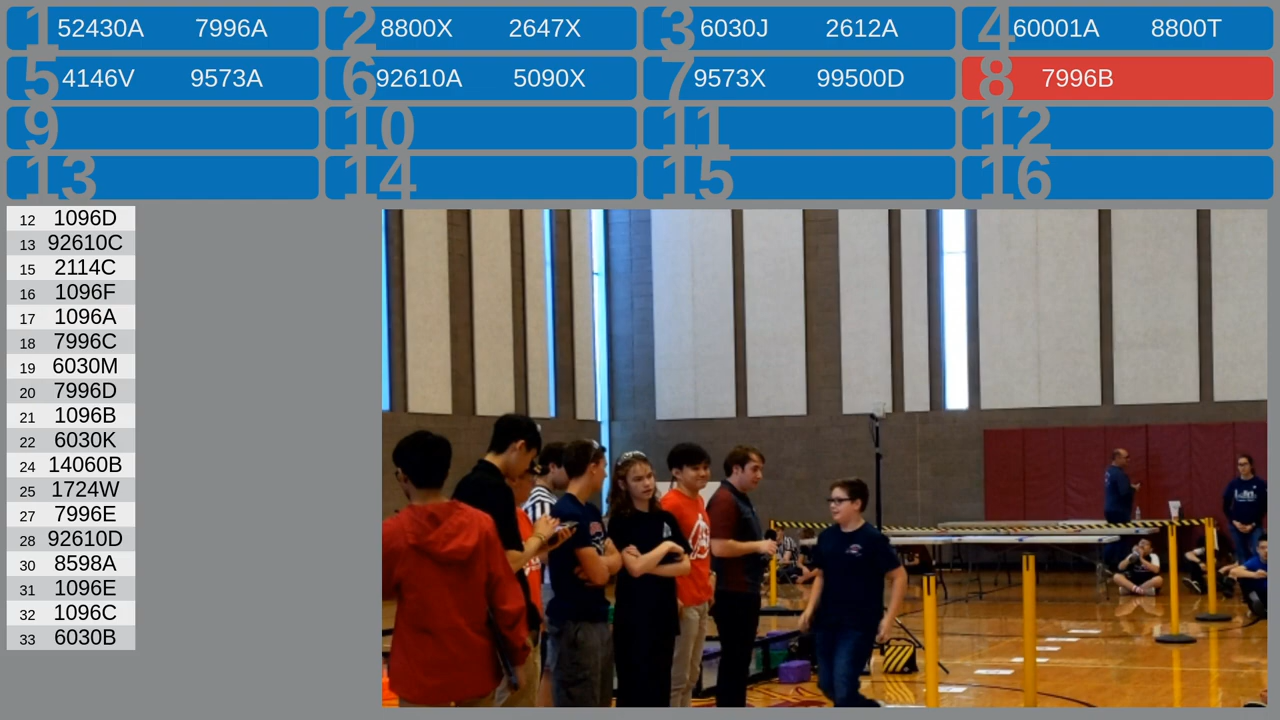 1 52430A 7996A 2 8800X 2647X 3 6030J 2612A 4 60001A 8800T
5 4146V 9573A 6 92610A 5090X 7 9573X 99500D 8 7996B
9 10 11 12
13 14 15 16
12 1096D
13 92610C
15 2114C
16 1096F
17 1096A
18 7996C
19 6030M
20 7996D
21 1096B
22 6030K
24 14060B
25 1724W
27 7996E
28 92610D
30 8598A
31 1096E
32 1096C
33 6030B